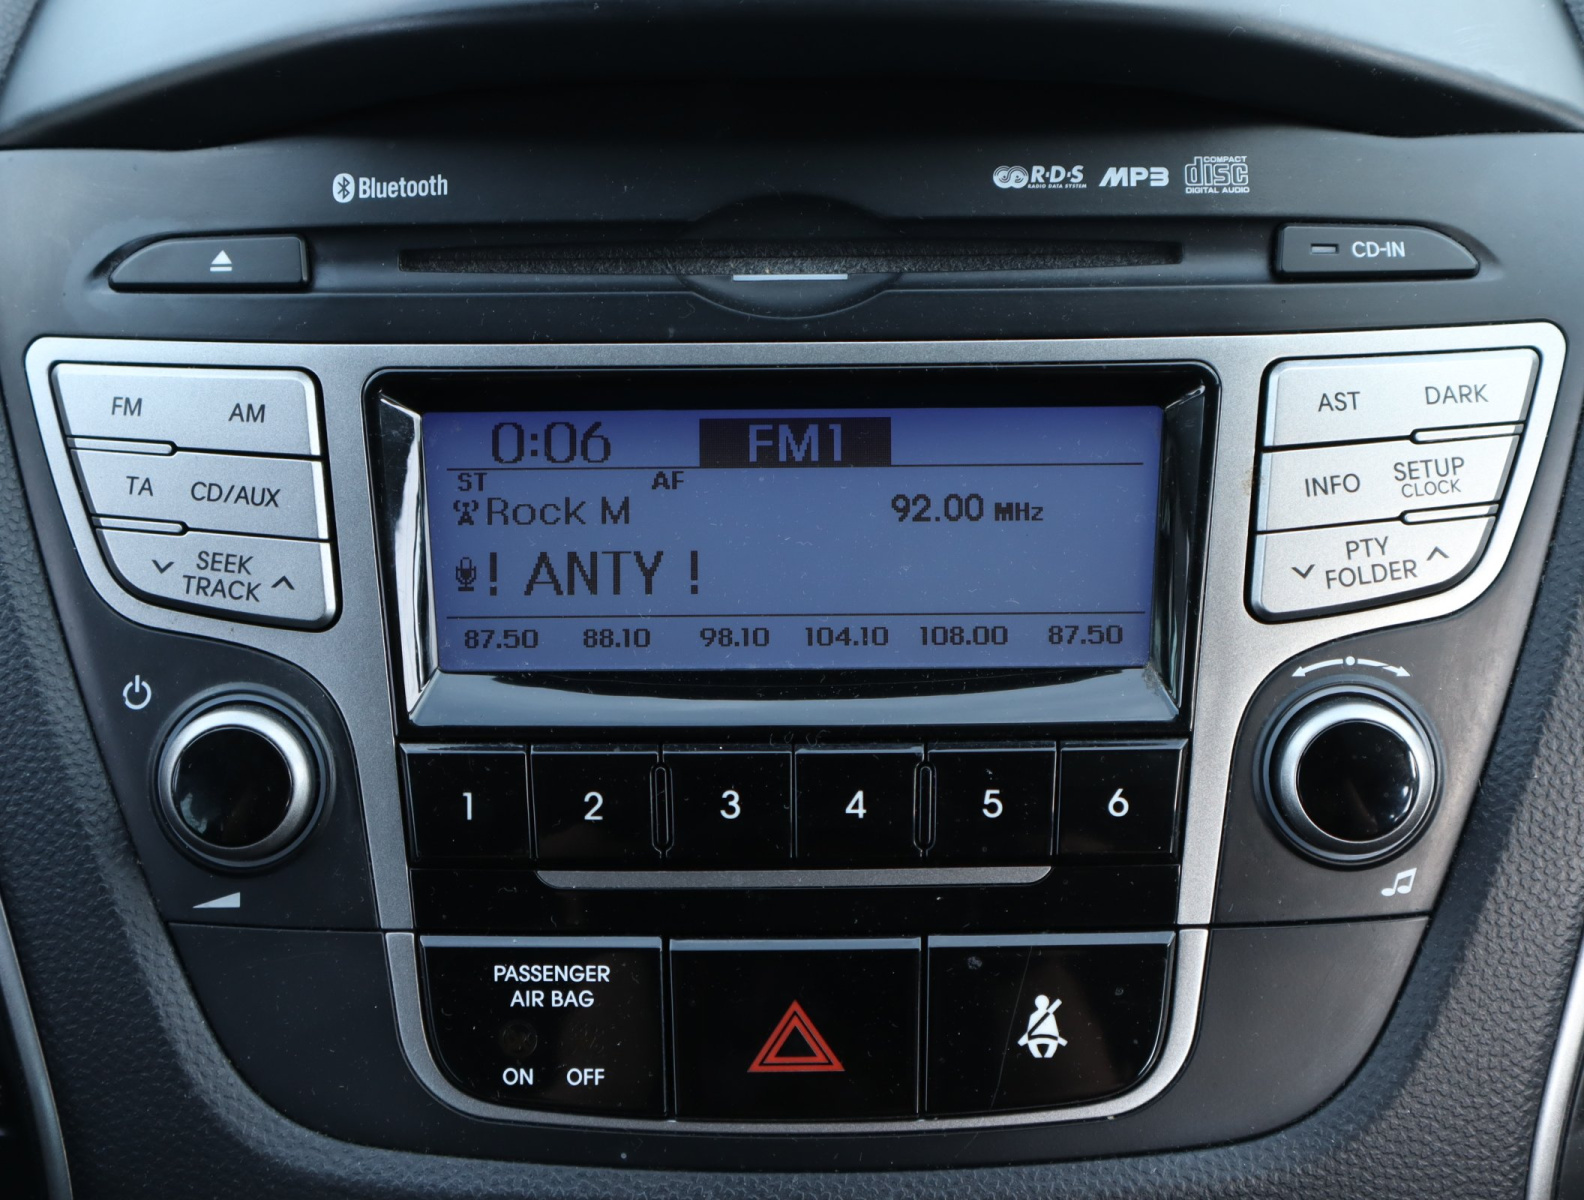 Bluetooth
R·D·S
RADIO DATA SYSTEM
MP3
COMPACT
disc
DIGITAL AUDIO
CD-IN
FM AM
TA CD/AUX
SEEK
TRACK
0:06 FM1
ST AF
Rock M 92.00 MHz
! ANTY !
87.50 88.10 98.10 104.10 108.00 87.50
AST DARK
INFO SETUP
CLOCK
PTY
FOLDER
1 2 3 4 5 6
PASSENGER
AIR BAG
ON OFF